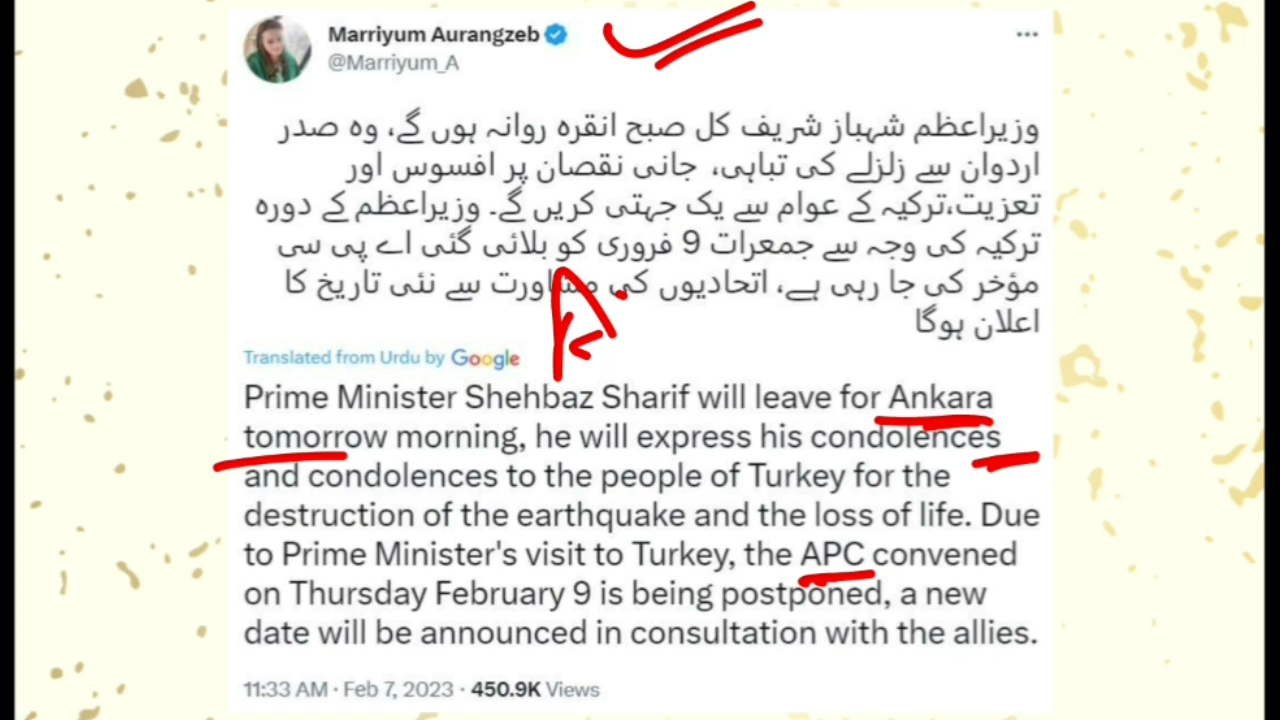 Marriyum Aurangzeb
@Marriyum_A
وزیراعظم شہباز شریف کل صبح انقرہ روانہ ہوں گے، وہ صدر
اردوان سے زلزلے کی تباہی، جانی نقصان پر افسوس اور
تعزیت،ترکیہ کے عوام سے یک جہتی کریں گے۔ وزیراعظم کے دورہ
ترکیہ کی وجہ سے جمعرات 9 فروری کو بلائی گئی اے پی سی
مؤخر کی جا رہی ہے، اتحادیوں کی مشاورت سے نئی تاریخ کا
اعلان ہوگا
Translated from Urdu by Google
Prime Minister Shehbaz Sharif will leave for Ankara
tomorrow morning, he will express his condolences
and condolences to the people of Turkey for the
destruction of the earthquake and the loss of life. Due
to Prime Minister's visit to Turkey, the APC convened
on Thursday February 9 is being postponed, a new
date will be announced in consultation with the allies.
11:33 AM · Feb 7, 2023 · 450.9K Views